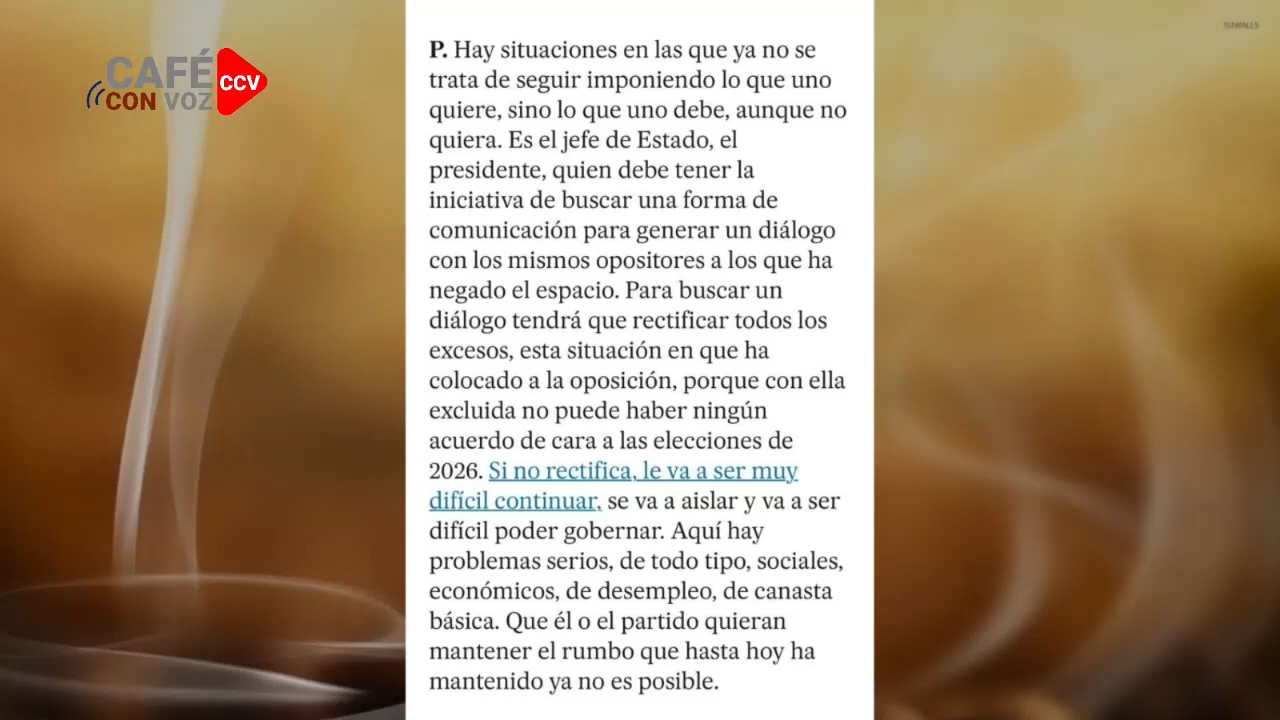 CAFÉ
CON VOZ
CCV
P. Hay situaciones en las que ya no se
trata de seguir imponiendo lo que uno
quiere, sino lo que uno debe, aunque no
quiera. Es el jefe de Estado, el
presidente, quien debe tener la
iniciativa de buscar una forma de
comunicación para generar un diálogo
con los mismos opositores a los que ha
negado el espacio. Para buscar un
diálogo tendrá que rectificar todos los
excesos, esta situación en que ha
colocado a la oposición, porque con ella
excluida no puede haber ningún
acuerdo de cara a las elecciones de
2026. Si no rectifica, le va a ser muy
difícil continuar, se va a aislar y va a ser
difícil poder gobernar. Aquí hay
problemas serios, de todo tipo, sociales,
económicos, de desempleo, de canasta
básica. Que él o el partido quieran
mantener el rumbo que hasta hoy ha
mantenido ya no es posible.